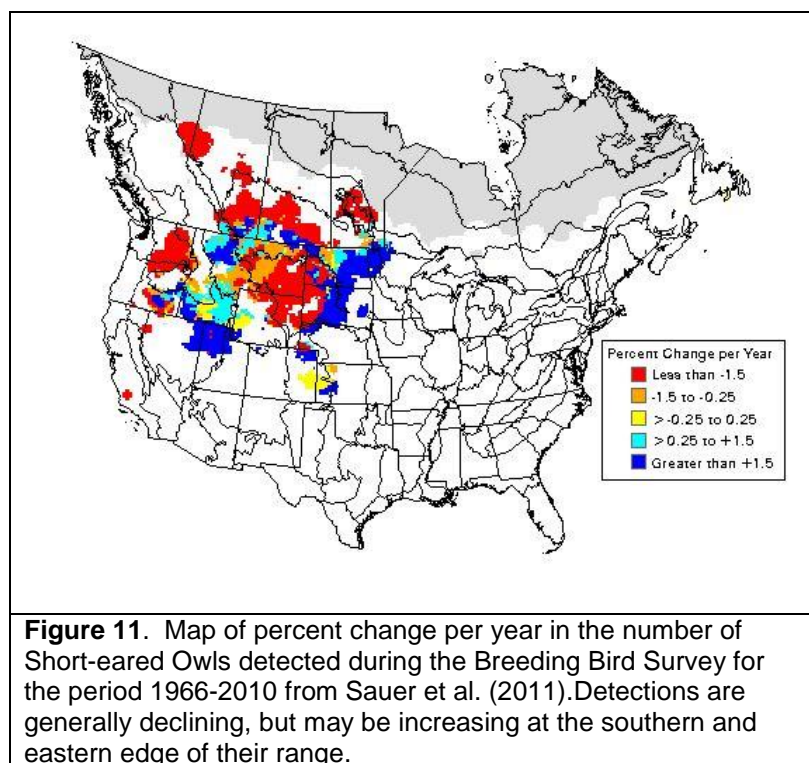 Percent Change per Year
Less than -1.5
-1.5 to -0.25
>-0.25 to 0.25
>0.25 to +1.5
Greater than +1.5
Figure 11. Map of percent change per year in the number of
Short-eared Owls detected during the Breeding Bird Survey for
the period 1966-2010 from Sauer et al. (2011).Detections are
generally declining, but may be increasing at the southern and
eastern edge of their range.